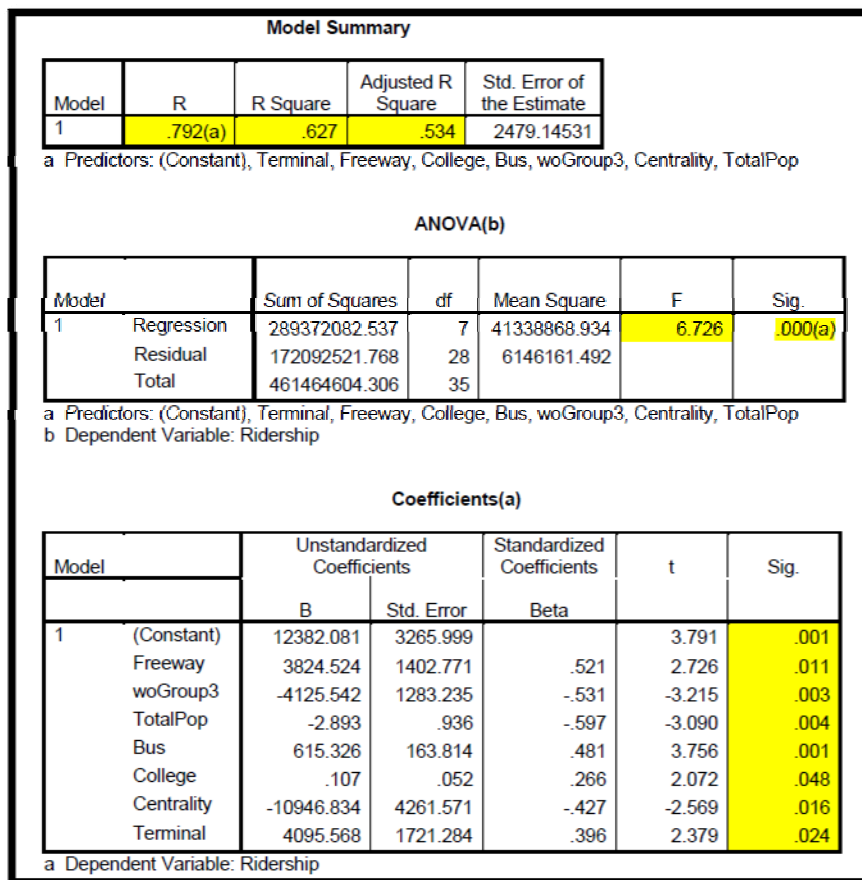 Model Summary
Model R R Square Adjusted R Square Std. Error of the Estimate
1 .792(a) .627 .534 2479.14531
a Predictors: (Constant), Terminal, Freeway, College, Bus, woGroup3, Centrality, TotalPop
ANOVA(b)
Model Sum of Squares df Mean Square F Sig.
1 Regression 289372082.537 7 41338868.934 6.726 .000(a)
Residual 172092521.768 28 6146161.492
Total 461464604.306 35
a Predictors: (Constant), Terminal, Freeway, College, Bus, woGroup3, Centrality, TotalPop
b Dependent Variable: Ridership
Coefficients(a)
Model Unstandardized Coefficients Standardized Coefficients t Sig.
B Std. Error Beta
1 (Constant) 12382.081 3265.999 3.791 .001
Freeway 3824.524 1402.771 .521 2.726 .011
woGroup3 -4125.542 1283.235 -.531 -3.215 .003
TotalPop -2.893 .936 -.597 -3.090 .004
Bus 615.326 163.814 .481 3.756 .001
College .107 .052 .266 2.072 .048
Centrality -10946.834 4261.571 -.427 -2.569 .016
Terminal 4095.568 1721.284 .396 2.379 .024
a Dependent Variable: Ridership